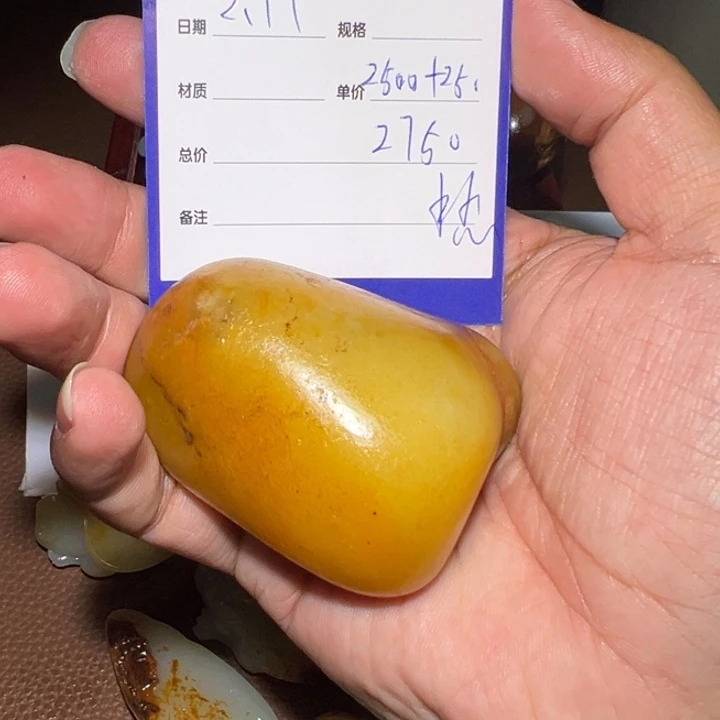 日期 2.11 规格
材质 单价 2500+250
总价 2750
备注